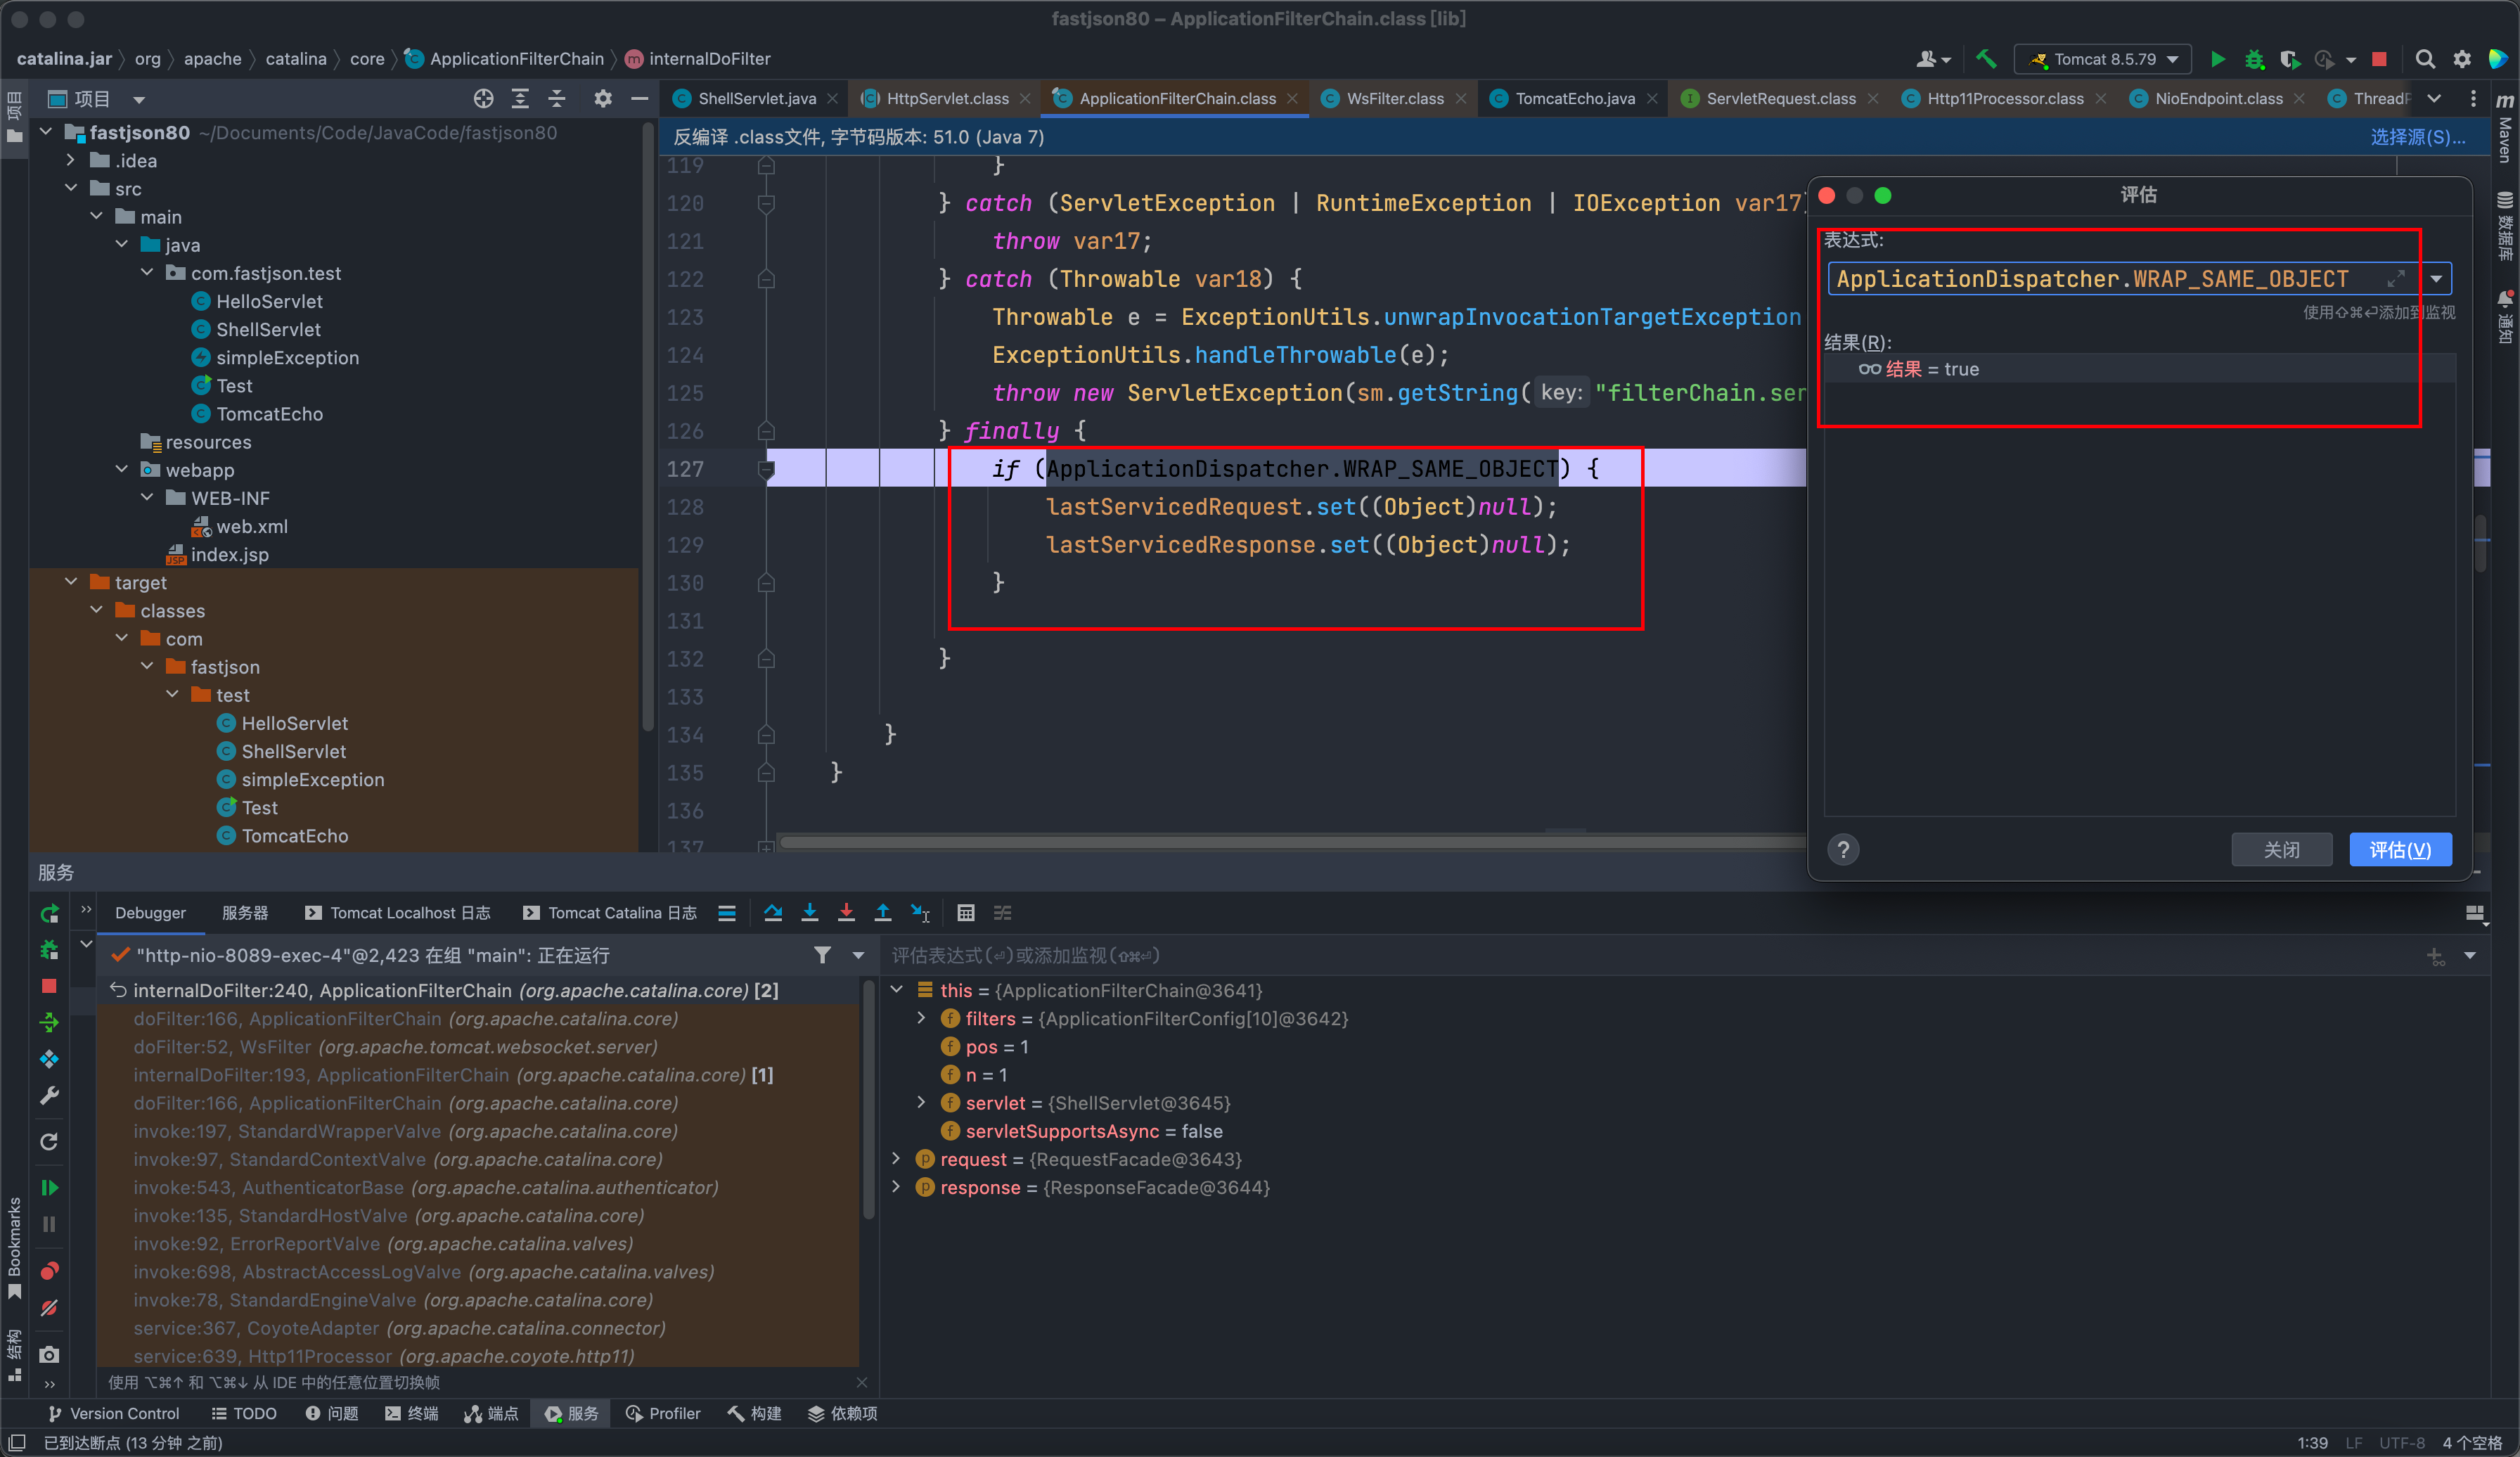 fastjson80 – ApplicationFilterChain.class [lib]
catalina.jar 〉 org 〉 apache 〉 catalina 〉 core 〉 ApplicationFilterChain 〉 m internalDoFilter
Tomcat 8.5.79
项目
ShellServlet.java
HttpServlet.class
ApplicationFilterChain.class
WsFilter.class
TomcatEcho.java
ServletRequest.class
Http11Processor.class
NioEndpoint.class
ThreadP
项目
m Maven
数据库
通知
反编译 .class文件, 字节码版本: 51.0 (Java 7)
选择源(S)...
fastjson80 ~/Documents/Code/JavaCode/fastjson80
.idea
src
main
java
com.fastjson.test
HelloServlet
ShellServlet
simpleException
Test
TomcatEcho
resources
webapp
WEB-INF
web.xml
index.jsp
target
classes
com
fastjson
test
HelloServlet
ShellServlet
simpleException
Test
TomcatEcho
119 }
120 } catch (ServletException | RuntimeException | IOException var17)
121 throw var17;
122 } catch (Throwable var18) {
123 Throwable e = ExceptionUtils.unwrapInvocationTargetException
124 ExceptionUtils.handleThrowable(e);
125 throw new ServletException(sm.getString( key: "filterChain.ser
126 } finally {
127 if (ApplicationDispatcher.WRAP_SAME_OBJECT) {
128 lastServicedRequest.set((Object)null);
129 lastServicedResponse.set((Object)null);
130 }
131
132 }
133
134 }
135 }
136
137
评估
表达式:
ApplicationDispatcher.WRAP_SAME_OBJECT
使用⇧⌘⏎添加到监视
结果(R):
结果 = true
?
关闭
评估(V)
服务
Debugger
服务器
Tomcat Localhost 日志
Tomcat Catalina 日志
"http-nio-8089-exec-4"@2,423 在组 "main": 正在运行
internalDoFilter:240, ApplicationFilterChain (org.apache.catalina.core) [2]
doFilter:166, ApplicationFilterChain (org.apache.catalina.core)
doFilter:52, WsFilter (org.apache.tomcat.websocket.server)
internalDoFilter:193, ApplicationFilterChain (org.apache.catalina.core) [1]
doFilter:166, ApplicationFilterChain (org.apache.catalina.core)
invoke:197, StandardWrapperValve (org.apache.catalina.core)
invoke:97, StandardContextValve (org.apache.catalina.core)
invoke:543, AuthenticatorBase (org.apache.catalina.authenticator)
invoke:135, StandardHostValve (org.apache.catalina.core)
invoke:92, ErrorReportValve (org.apache.catalina.valves)
invoke:698, AbstractAccessLogValve (org.apache.catalina.valves)
invoke:78, StandardEngineValve (org.apache.catalina.core)
service:367, CoyoteAdapter (org.apache.catalina.connector)
service:639, Http11Processor (org.apache.coyote.http11)
使用 ⌥⌘↑ 和 ⌥⌘↓ 从 IDE 中的任意位置切换帧
评估表达式(⏎)或添加监视(⇧⌘⏎)
this = {ApplicationFilterChain@3641}
filters = {ApplicationFilterConfig[10]@3642}
pos = 1
n = 1
servlet = {ShellServlet@3645}
servletSupportsAsync = false
request = {RequestFacade@3643}
response = {ResponseFacade@3644}
Bookmarks
结构
Version Control
TODO
问题
终端
端点
服务
Profiler
构建
依赖项
已到达断点 (13 分钟 之前)
1:39 LF UTF-8 4 个空格